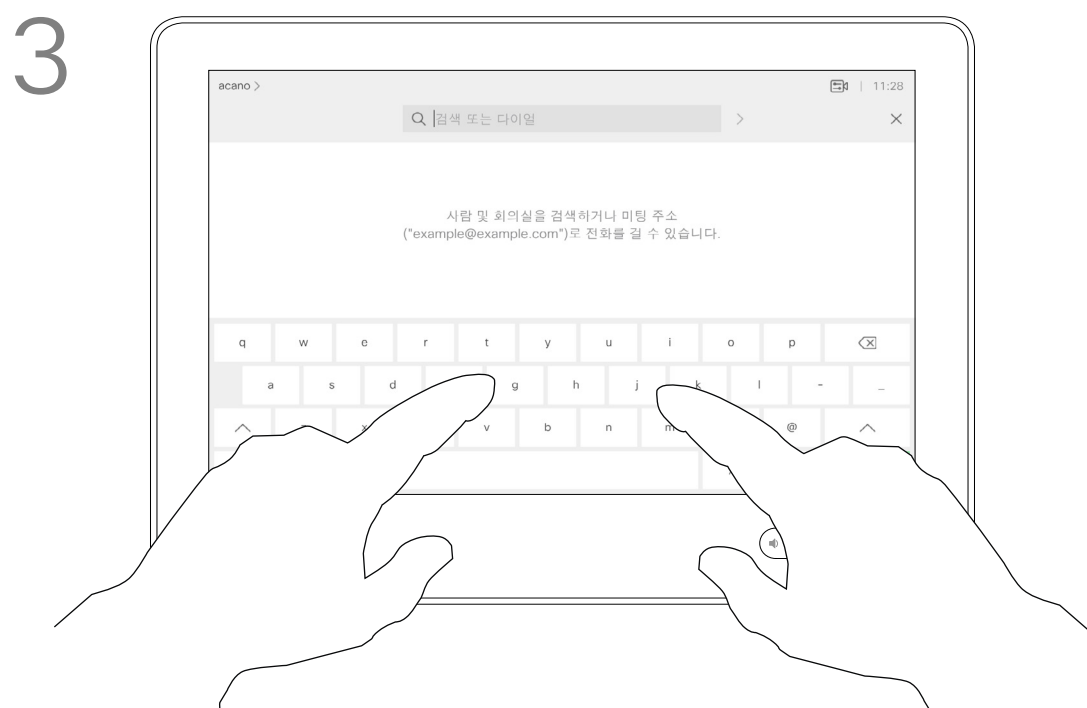 3
acano >
11:28
검색 또는 다이얼
사람 및 회의실을 검색하거나 미팅 주소
("example@example.com")로 전화를 걸 수 있습니다.
q w e r t y u i o p
a s d g h j k l - _
v b n m @